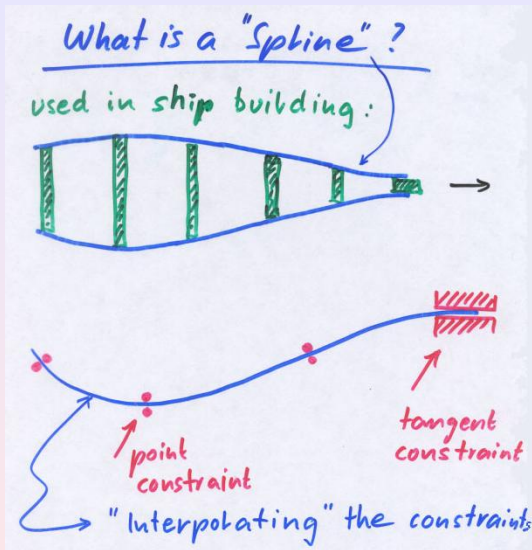 What is a "Spline" ?
used in ship building :
point
constraint
tangent
constraint
"Interpolating" the constraints